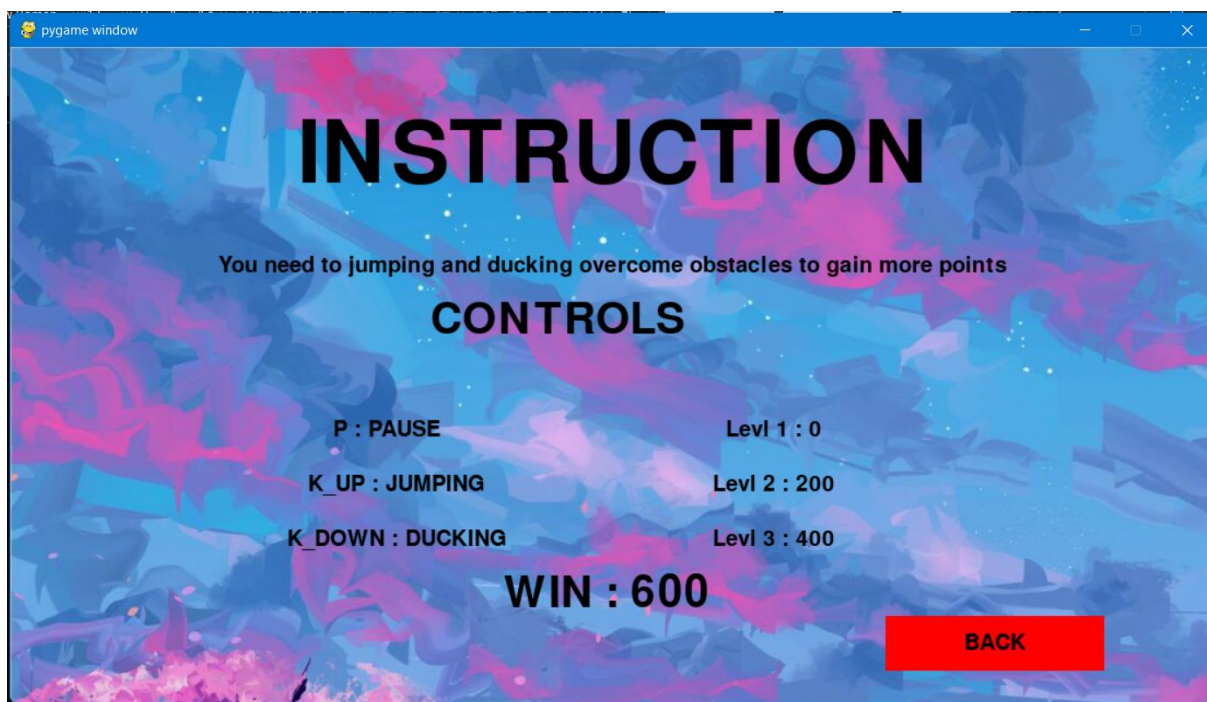 pygame window
INSTRUCTION
You need to jumping and ducking overcome obstacles to gain more points
CONTROLS
P : PAUSE
Levl 1 : 0
K_UP : JUMPING
Levl 2 : 200
K_DOWN : DUCKING
Levl 3 : 400
WIN : 600
BACK